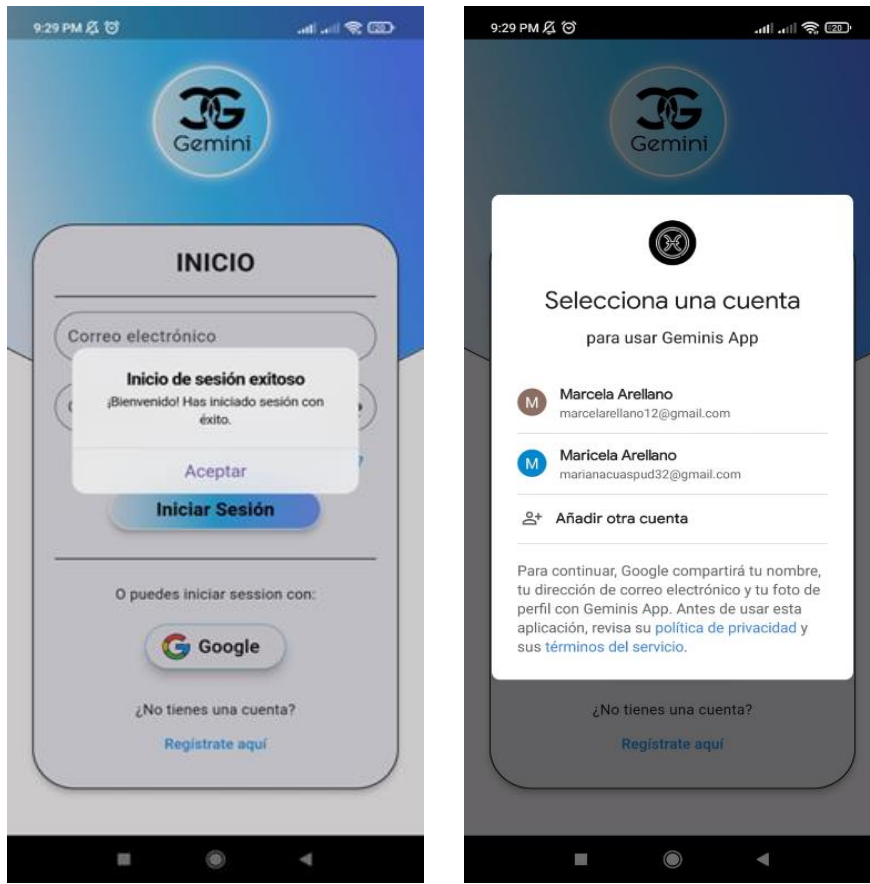 9:29 PM
20
Gemini
INICIO
Correo electrónico
Inicio de sesión exitoso
¡Bienvenido! Has iniciado sesión con
éxito.
Aceptar
Iniciar Sesión
O puedes iniciar session con:
Google
¿No tienes una cuenta?
Regístrate aquí
9:29 PM
20
Gemini
Selecciona una cuenta
para usar Geminis App
M
Marcela Arellano
marcelarellano12@gmail.com
M
Maricela Arellano
marianacuaspud32@gmail.com
Añadir otra cuenta
Para continuar, Google compartirá tu nombre,
tu dirección de correo electrónico y tu foto de
perfil con Geminis App. Antes de usar esta
aplicación, revisa su política de privacidad y
sus términos del servicio.
¿No tienes una cuenta?
Regístrate aquí